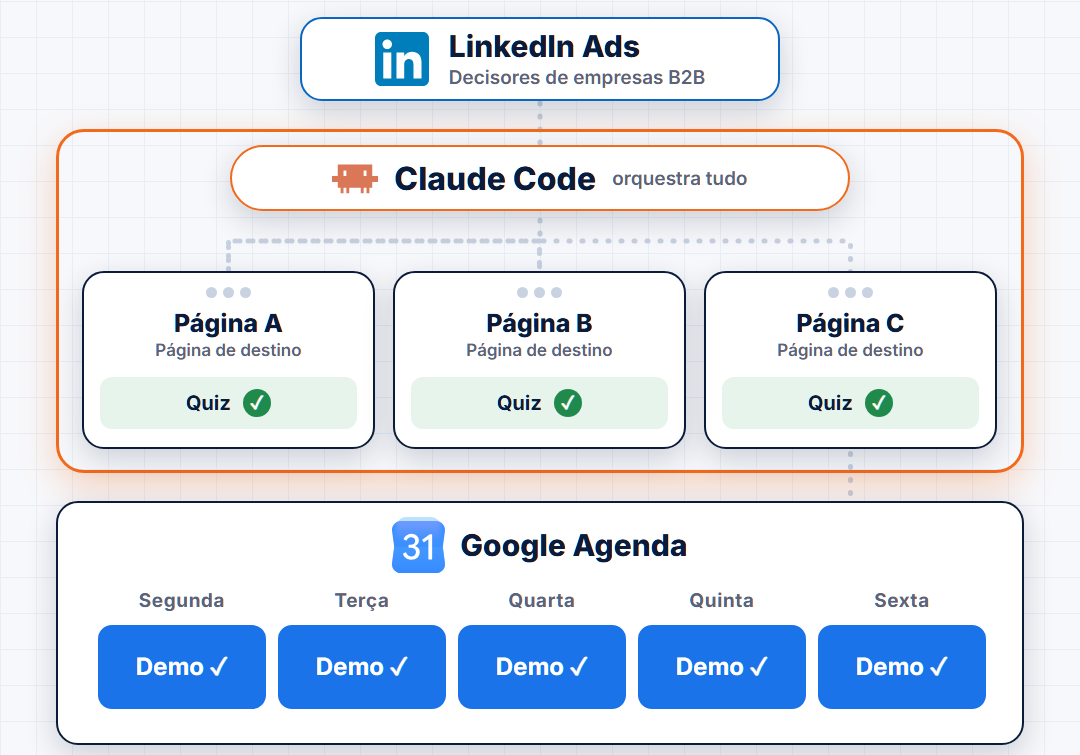 in
LinkedIn Ads
Decisores de empresas B2B
Claude Code orquestra tudo
Página A
Página de destino
Quiz ✓
Página B
Página de destino
Quiz ✓
Página C
Página de destino
Quiz ✓
31
Google Agenda
Segunda
Terça
Quarta
Quinta
Sexta
Demo ✓
Demo ✓
Demo ✓
Demo ✓
Demo ✓